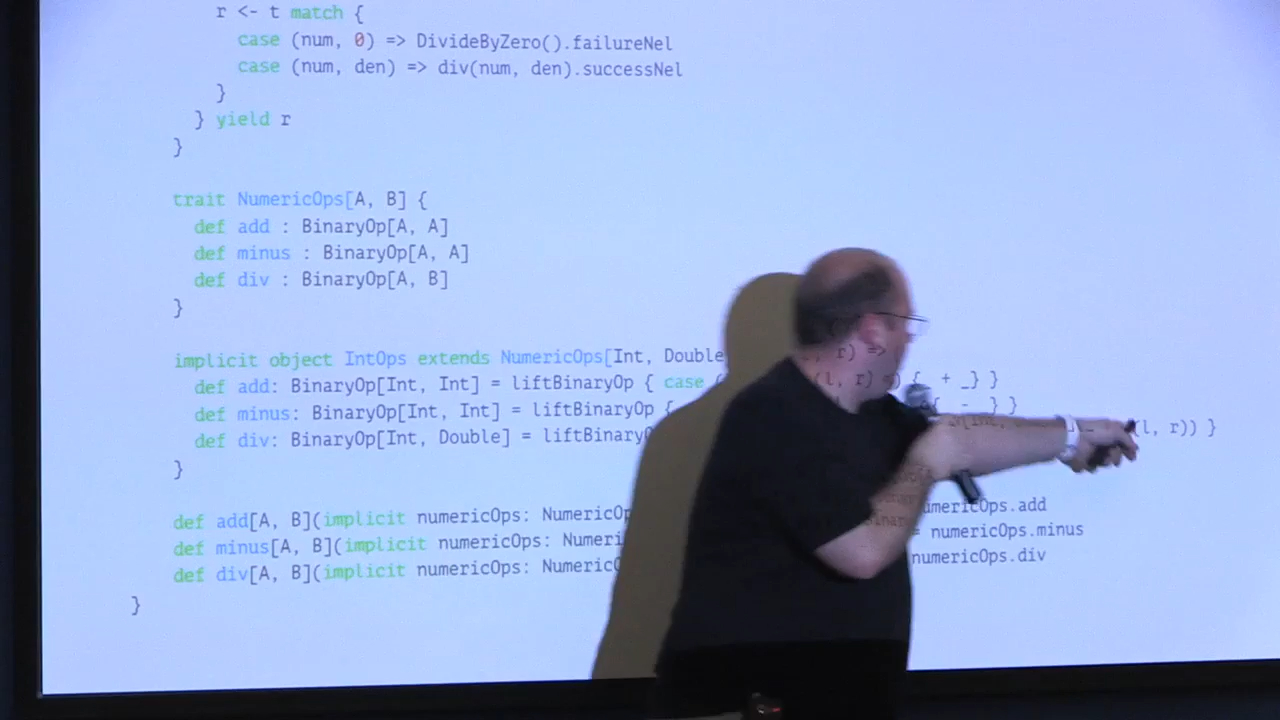 r <- t match {
case (num, 0) => DivideByZero().failureNel
case (num, den) => div(num, den).successNel
}
} yield r
}
trait NumericOps[A, B] {
def add : BinaryOp[A, A]
def minus : BinaryOp[A, A]
def div : BinaryOp[A, B]
}
implicit object IntOps extends NumericOps[Int, Double
def add: BinaryOp[Int, Int] = liftBinaryOp { case ( , r) => + _} }
def minus: BinaryOp[Int, Int] = liftBinaryOp { (l, r) { _ - _ } }
def div: BinaryOp[Int, Double] = liftBinaryO (l, r)) }
}
def add[A, B](implicit numericOps: NumericO numericOps.add
def minus[A, B](implicit numericOps: Numeri = numericOps.minus
def div[A, B](implicit numericOps: Numeric numericOps.div
}